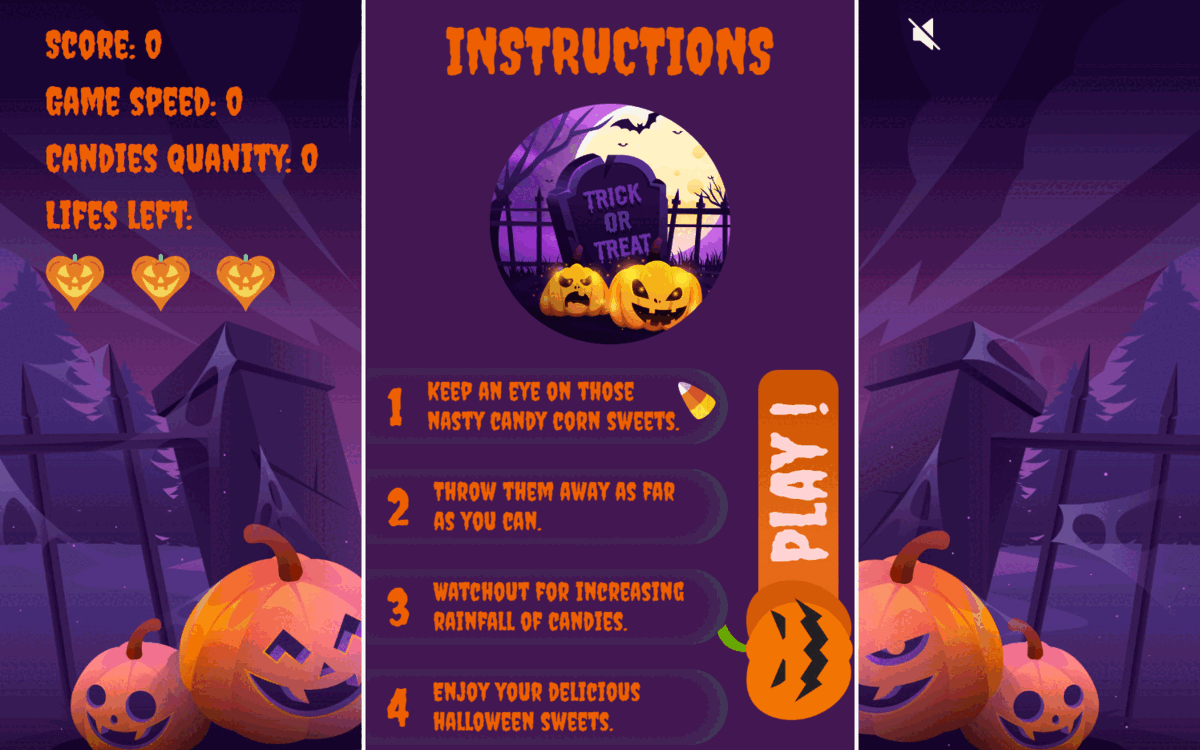 SCORE: 0
GAME SPEED: 0
CANDIES QUANITY: 0
LIFES LEFT:
INSTRUCTIONS
TRICK
OR
TREAT
1
KEEP AN EYE ON THOSE
NASTY CANDY CORN SWEETS.
2
THROW THEM AWAY AS FAR
AS YOU CAN.
3
WATCHOUT FOR INCREASING
RAINFALL OF CANDIES.
4
ENJOY YOUR DELICIOUS
HALLOWEEN SWEETS.
PLAY !